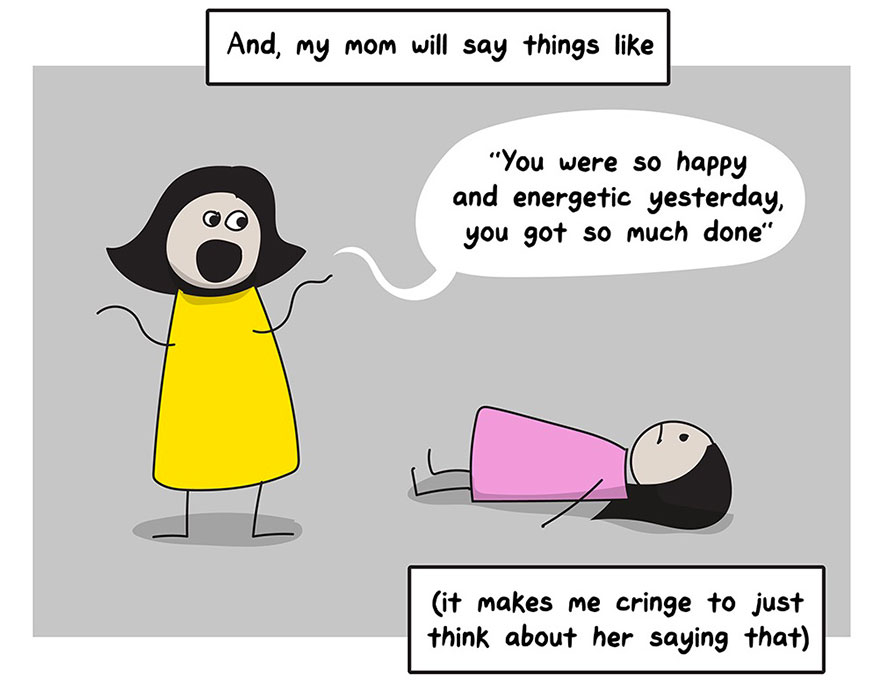 And, my mom will say things like
“You were so happy
and energetic yesterday,
you got so much done“
(it makes me cringe to just
think about her saying that)